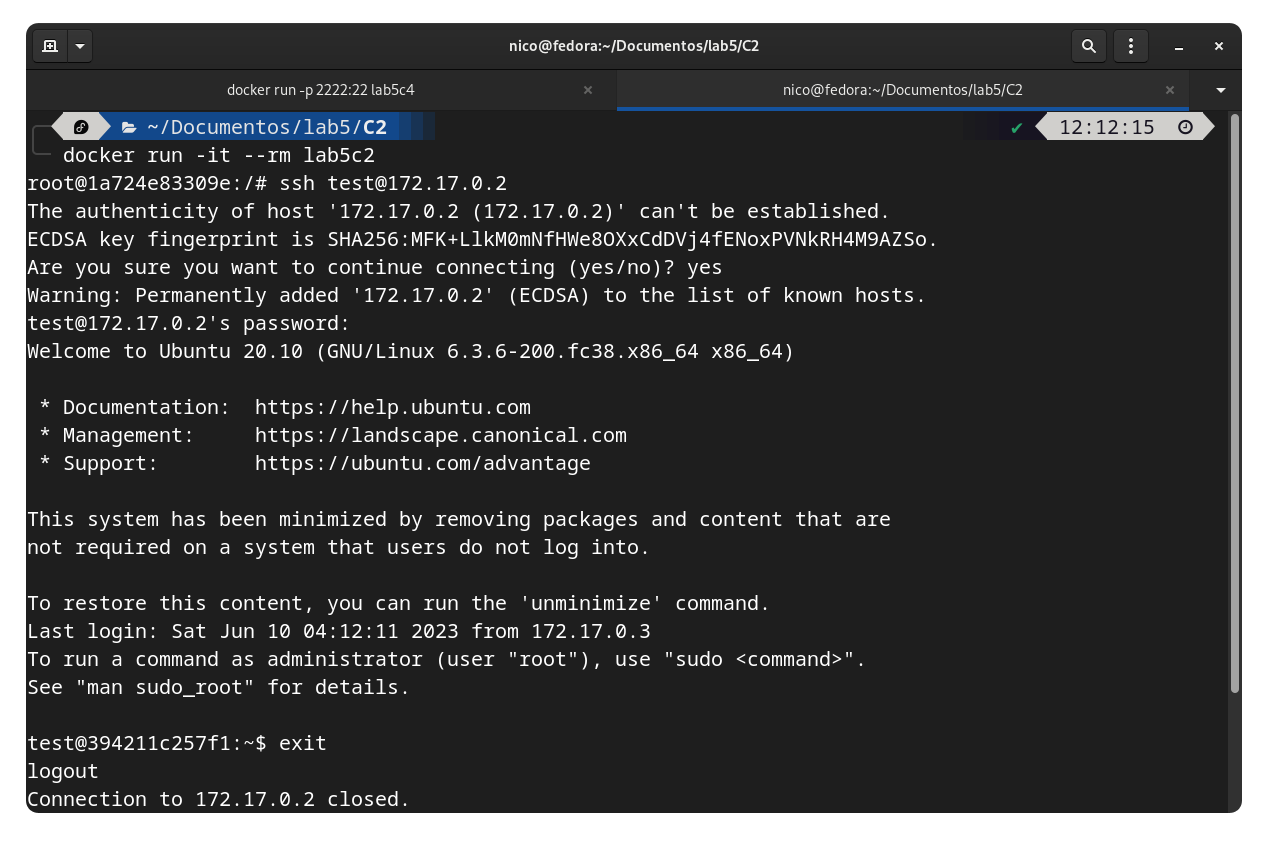 nico@fedora:~/Documentos/lab5/C2
docker run -p 2222:22 lab5c4
nico@fedora:~/Documentos/lab5/C2
~/Documentos/lab5/C2
✔ 12:12:15
docker run -it --rm lab5c2
root@1a724e83309e:/# ssh test@172.17.0.2
The authenticity of host '172.17.0.2 (172.17.0.2)' can't be established.
ECDSA key fingerprint is SHA256:MFK+LlkM0mNfHWe8OXxCdDVj4fENoxPVNkRH4M9AZSo.
Are you sure you want to continue connecting (yes/no)? yes
Warning: Permanently added '172.17.0.2' (ECDSA) to the list of known hosts.
test@172.17.0.2's password:
Welcome to Ubuntu 20.10 (GNU/Linux 6.3.6-200.fc38.x86_64 x86_64)
* Documentation:  https://help.ubuntu.com
* Management:     https://landscape.canonical.com
* Support:        https://ubuntu.com/advantage
This system has been minimized by removing packages and content that are
not required on a system that users do not log into.
To restore this content, you can run the 'unminimize' command.
Last login: Sat Jun 10 04:12:11 2023 from 172.17.0.3
To run a command as administrator (user "root"), use "sudo <command>".
See "man sudo_root" for details.
test@394211c257f1:~$ exit
logout
Connection to 172.17.0.2 closed.